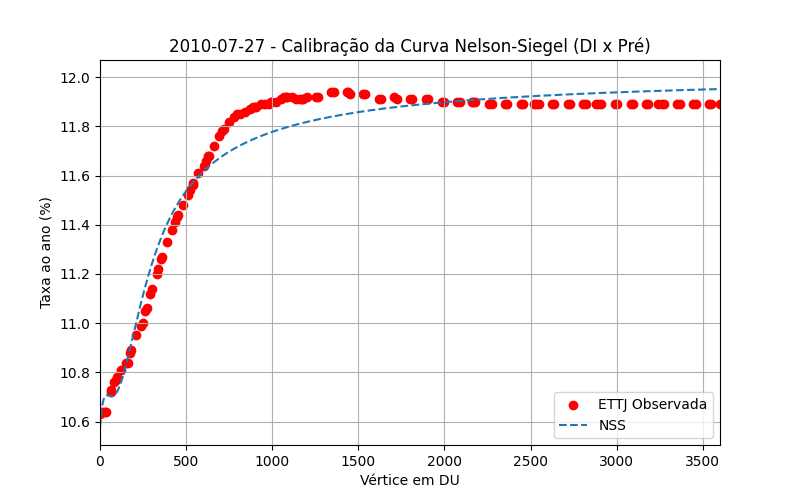 2010-07-27 - Calibração da Curva Nelson-Siegel (DI x Pré)
Taxa ao ano (%)
12.0
11.8
11.6
11.4
11.2
11.0
10.8
10.6
ETTJ Observada
NSS
0 500 1000 1500 2000 2500 3000 3500
Vértice em DU